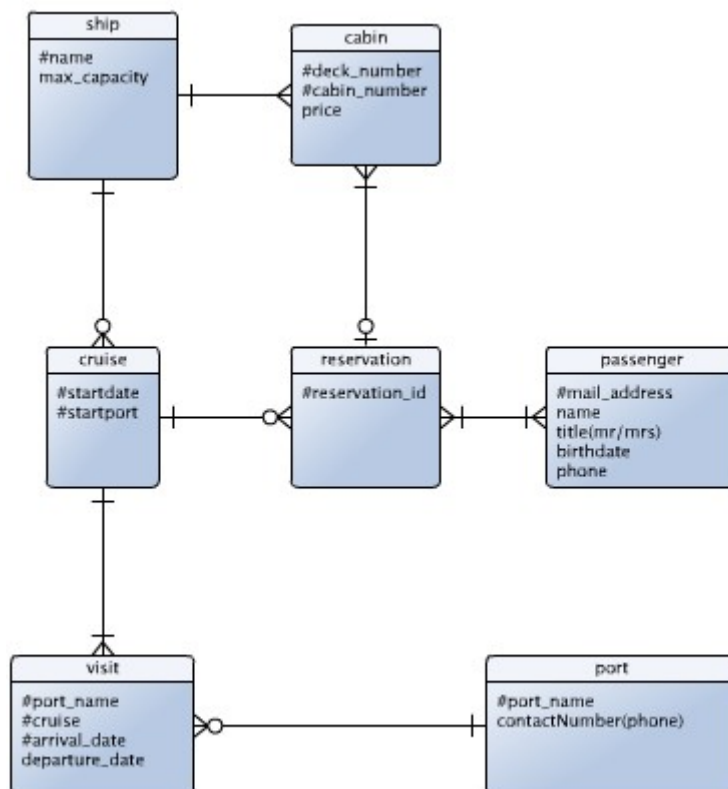 ship
#name
max_capacity
cabin
#deck_number
#cabin_number
price
cruise
#startdate
#startport
reservation
#reservation_id
passenger
#mail_address
name
title(mr/mrs)
birthdate
phone
visit
#port_name
#cruise
#arrival_date
departure_date
port
#port_name
contactNumber(phone)